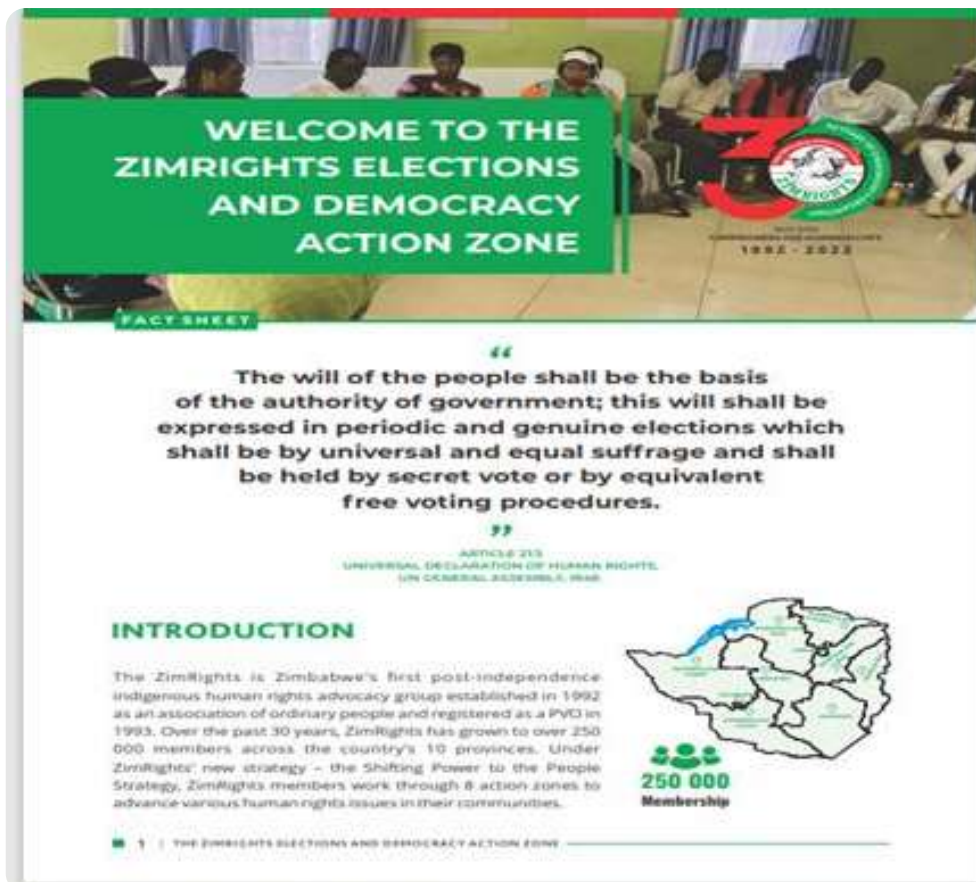 WELCOME TO THE
ZIMRIGHTS ELECTIONS
AND DEMOCRACY
ACTION ZONE
30
ZIMRIGHTS
1992 - 2022
FACT SHEET
“
The will of the people shall be the basis
of the authority of government; this will shall be
expressed in periodic and genuine elections which
shall be by universal and equal suffrage and shall
be held by secret vote or by equivalent
free voting procedures.
”
ARTICLE
UNIVERSAL DECLARATION OF HUMAN RIGHTS,
UN GENERAL ASSEMBLY, 1948
INTRODUCTION
The ZimRights is Zimbabwe's first post-independence
indigenous human rights advocacy group established in 1992
as an association of ordinary people and registered as a PVO in
1993. Over the past 30 years, ZimRights has grown to over 250
000 members across the country's 10 provinces. Under
ZimRights' new strategy – the Shifting Power to the People
Strategy, ZimRights members work through 8 action zones to
advance various human rights issues in their communities.
250 000
Membership
1 | THE ZIMRIGHTS ELECTIONS AND DEMOCRACY ACTION ZONE